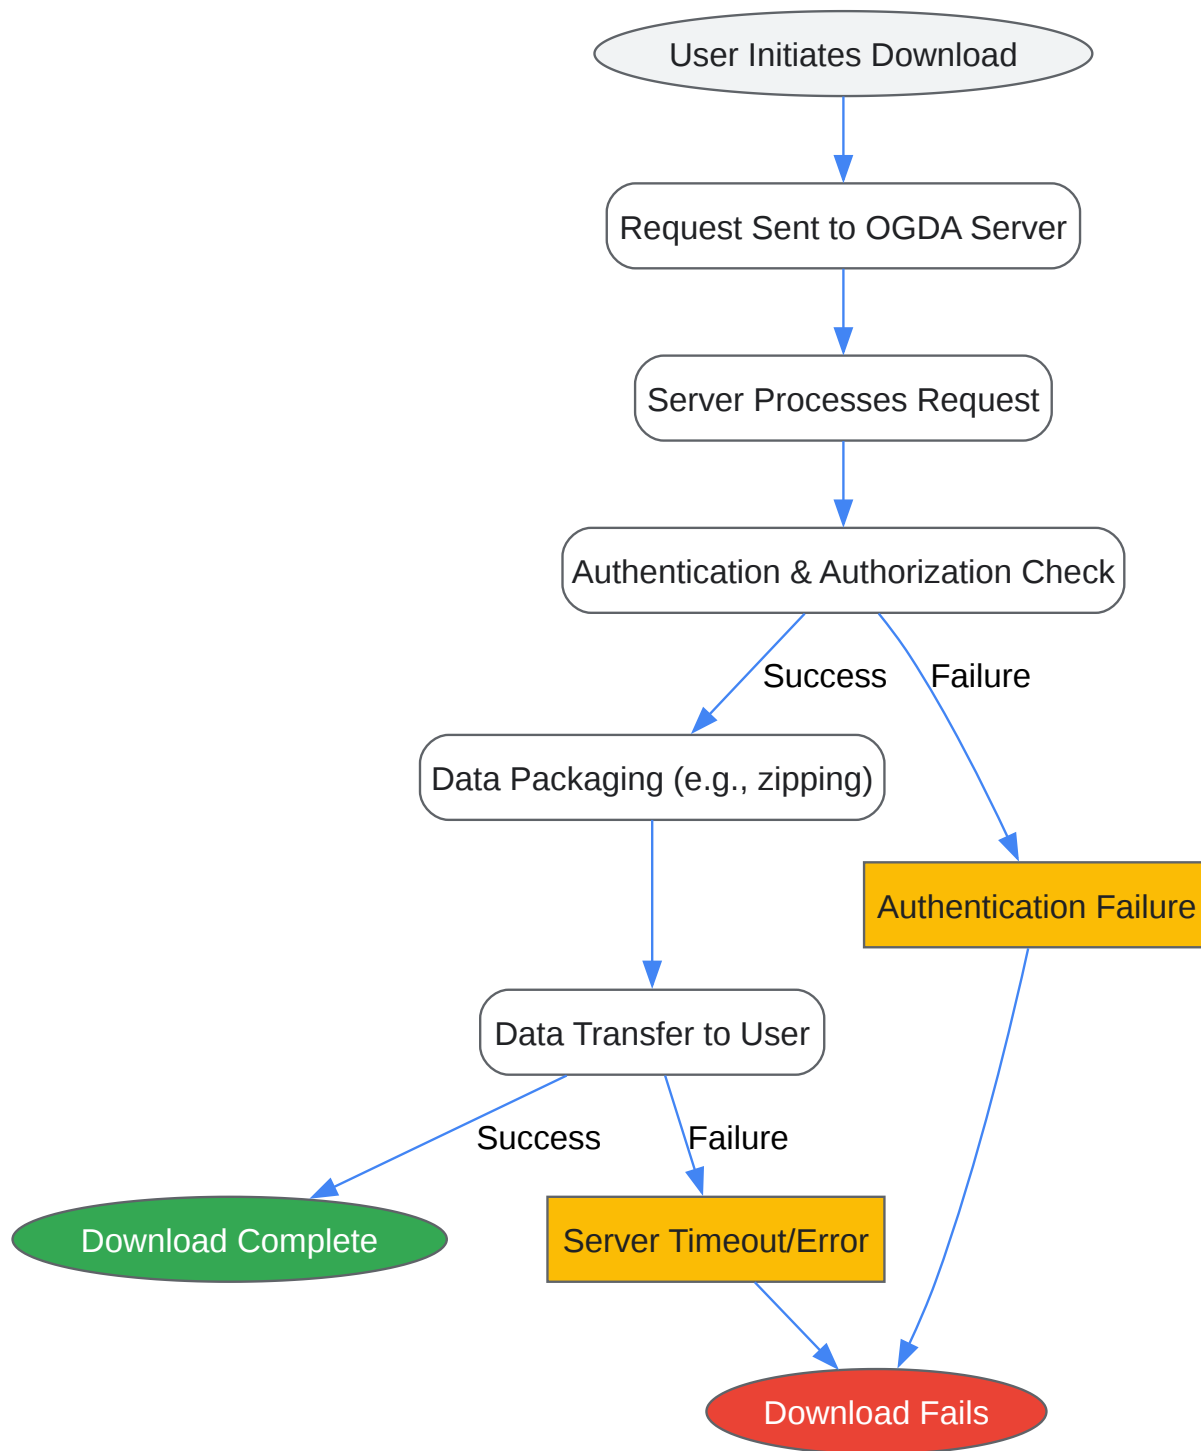 User Initiates Download
Request Sent to OGDA Server
Server Processes Request
Authentication & Authorization Check
Success
Failure
Data Packaging (e.g., zipping)
Authentication Failure
Data Transfer to User
Success
Failure
Download Complete
Server Timeout/Error
Download Fails